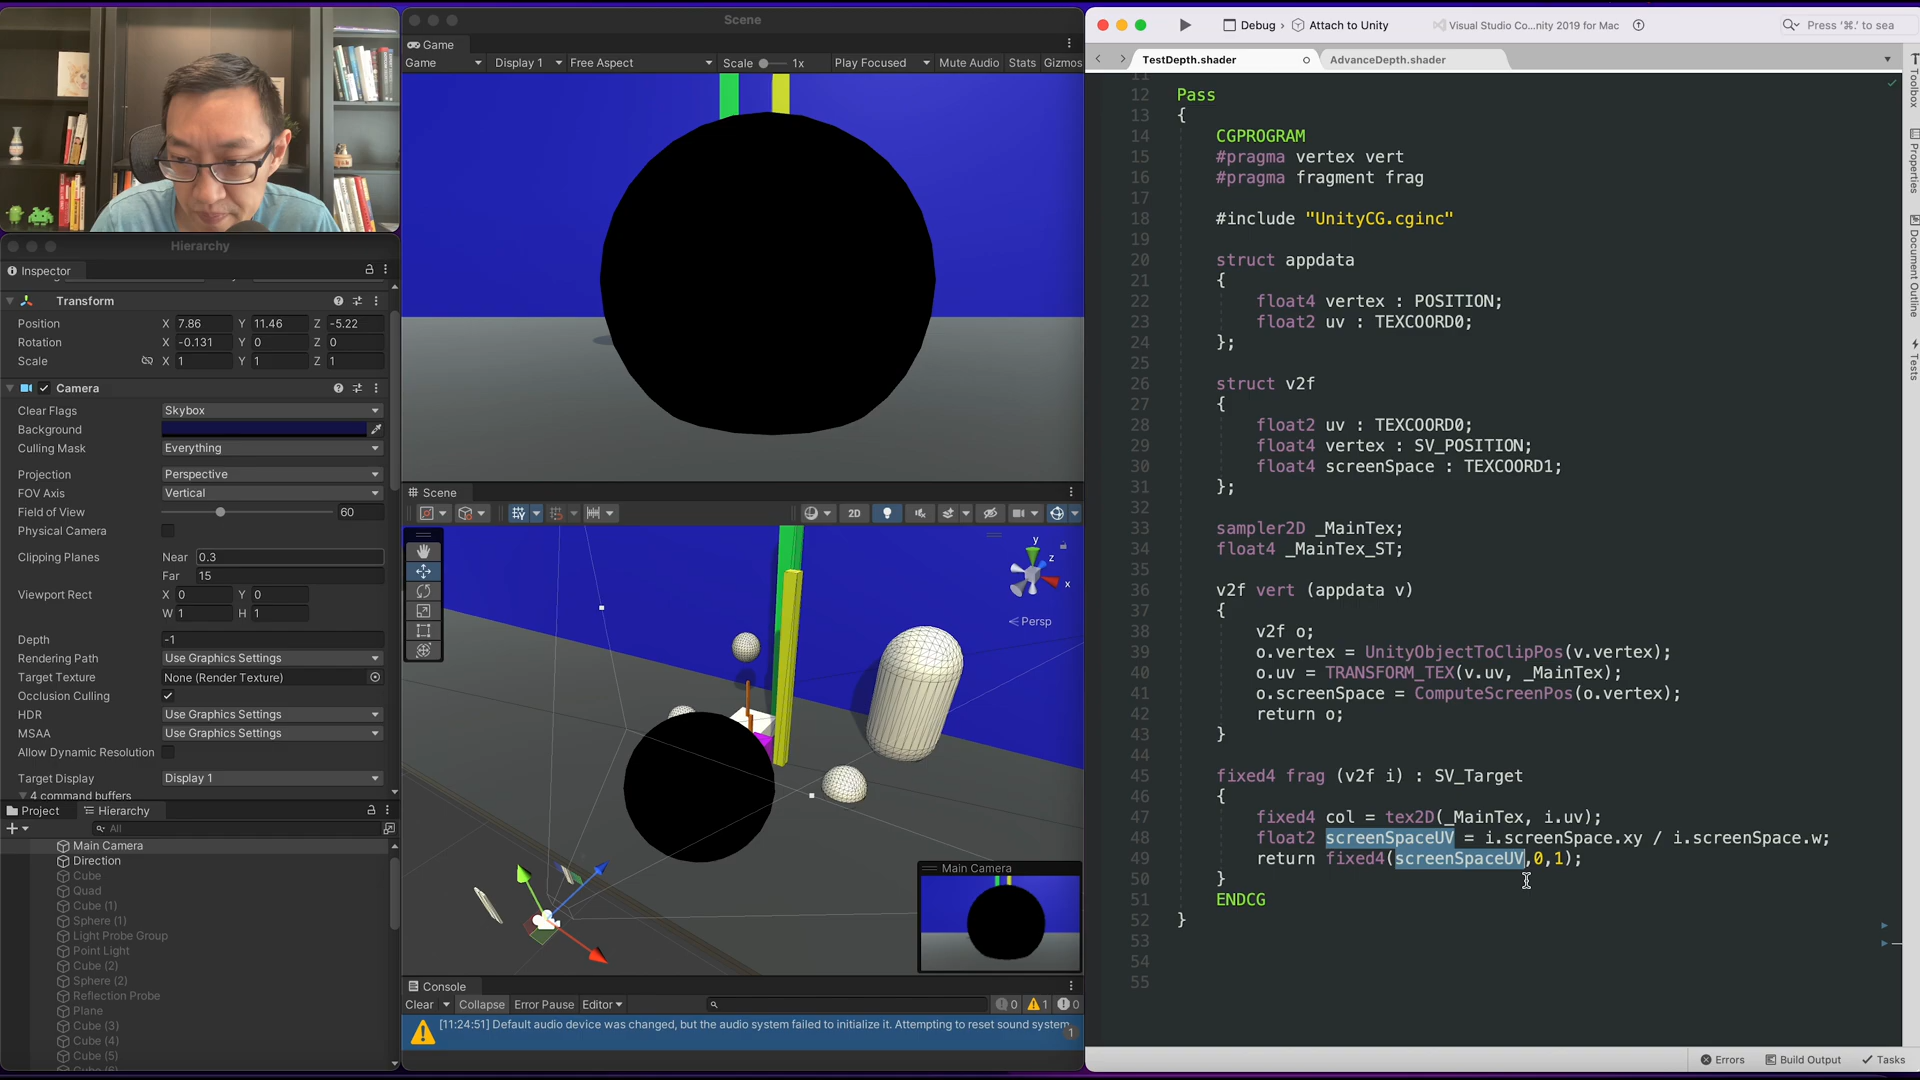 Hierarchy
Inspector
Transform
Position X 7.86 Y 11.46 Z -5.22
Rotation X -0.131 Y 0 Z 0
Scale X 1 Y 1 Z 1
Camera
Clear Flags Skybox
Background
Culling Mask Everything
Projection Perspective
FOV Axis Vertical
Field of View 60
Physical Camera
Clipping Planes Near 0.3
Far 15
Viewport Rect X 0 Y 0
W 1 H 1
Depth -1
Rendering Path Use Graphics Settings
Target Texture None (Render Texture)
Occlusion Culling
HDR Use Graphics Settings
MSAA Use Graphics Settings
Allow Dynamic Resolution
Target Display Display 1
4 command buffers
Project Hierarchy
All
Main Camera
Direction
Cube
Quad
Cube (1)
Sphere (1)
Light Probe Group
Point Light
Cube (2)
Sphere (2)
Reflection Probe
Plane
Cube (3)
Cube (4)
Cube (5)
Scene
Game
Game Display 1 Free Aspect Scale 1x Play Focused Mute Audio Stats Gizmos
Scene
2D
y
z
x
Persp
Main Camera
Console
Clear Collapse Error Pause Editor 0 1 0
[11:24:51] Default audio device was changed, but the audio system failed to initialize it. Attempting to reset sound system. 1
Debug › Attach to Unity Visual Studio Co...nity 2019 for Mac Press '⌘.' to sea
TestDepth.shader AdvanceDepth.shader
11
12 Pass
13 {
14 CGPROGRAM
15 #pragma vertex vert
16 #pragma fragment frag
17
18 #include "UnityCG.cginc"
19
20 struct appdata
21 {
22 float4 vertex : POSITION;
23 float2 uv : TEXCOORD0;
24 };
25
26 struct v2f
27 {
28 float2 uv : TEXCOORD0;
29 float4 vertex : SV_POSITION;
30 float4 screenSpace : TEXCOORD1;
31 };
32
33 sampler2D _MainTex;
34 float4 _MainTex_ST;
35
36 v2f vert (appdata v)
37 {
38 v2f o;
39 o.vertex = UnityObjectToClipPos(v.vertex);
40 o.uv = TRANSFORM_TEX(v.uv, _MainTex);
41 o.screenSpace = ComputeScreenPos(o.vertex);
42 return o;
43 }
44
45 fixed4 frag (v2f i) : SV_Target
46 {
47 fixed4 col = tex2D(_MainTex, i.uv);
48 float2 screenSpaceUV = i.screenSpace.xy / i.screenSpace.w;
49 return fixed4(screenSpaceUV,0,1);
50 }
51 ENDCG
52 }
53
54
55
Toolbox
Properties
Document Outline
Tests
Errors Build Output Tasks